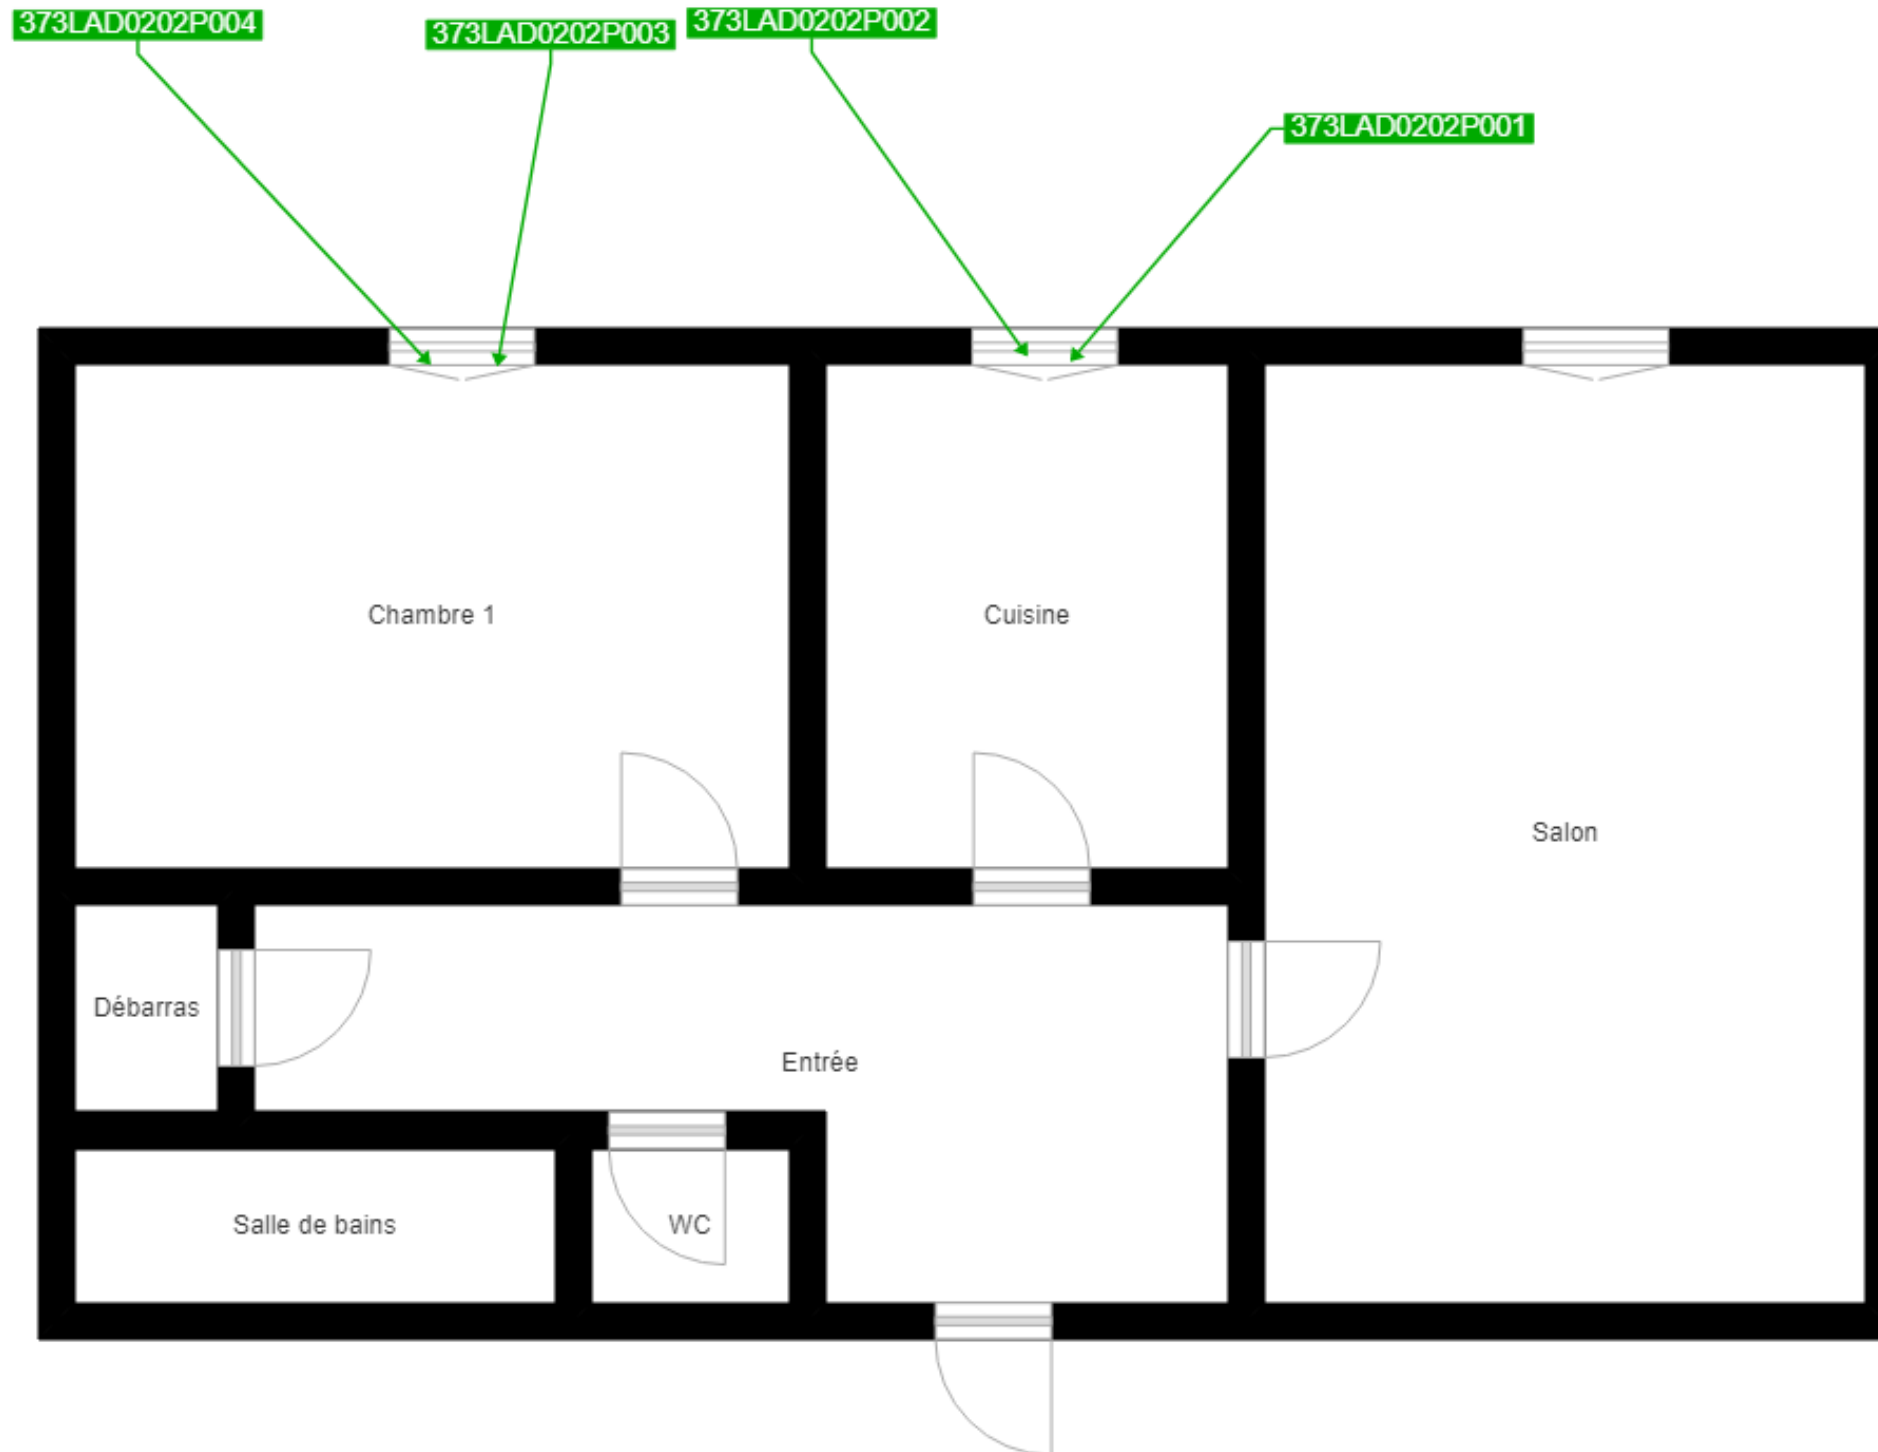 373LAD0202P004
373LAD0202P003
373LAD0202P002
373LAD0202P001
Chambre 1
Cuisine
Salon
Débarras
Entrée
Salle de bains
WC